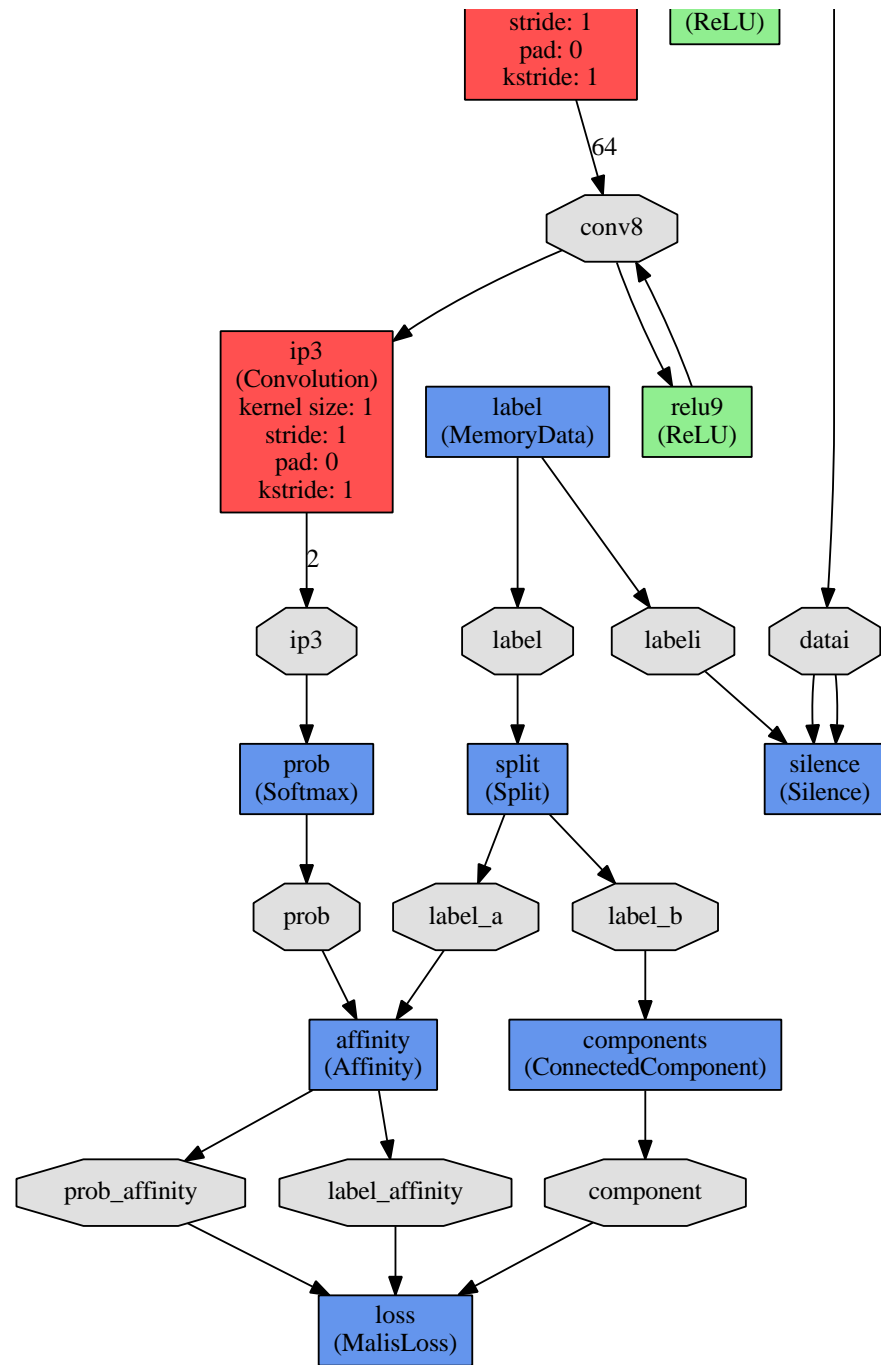 stride: 1
pad: 0
kstride: 1
(ReLU)
64
conv8
ip3
(Convolution)
kernel size: 1
stride: 1
pad: 0
kstride: 1
label
(MemoryData)
relu9
(ReLU)
2
ip3
label
labeli
datai
prob
(Softmax)
split
(Split)
silence
(Silence)
prob
label_a
label_b
affinity
(Affinity)
components
(ConnectedComponent)
prob_affinity
label_affinity
component
loss
(MalisLoss)